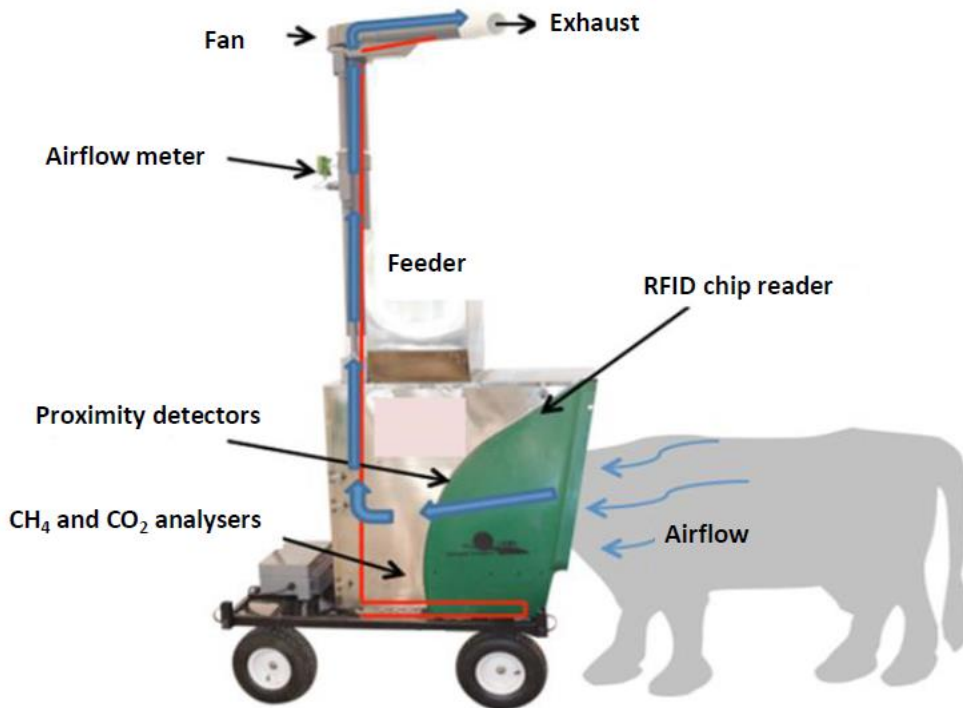 Fan
Exhaust
Airflow meter
Feeder
RFID chip reader
Proximity detectors
CH₄ and CO₂ analysers
Airflow